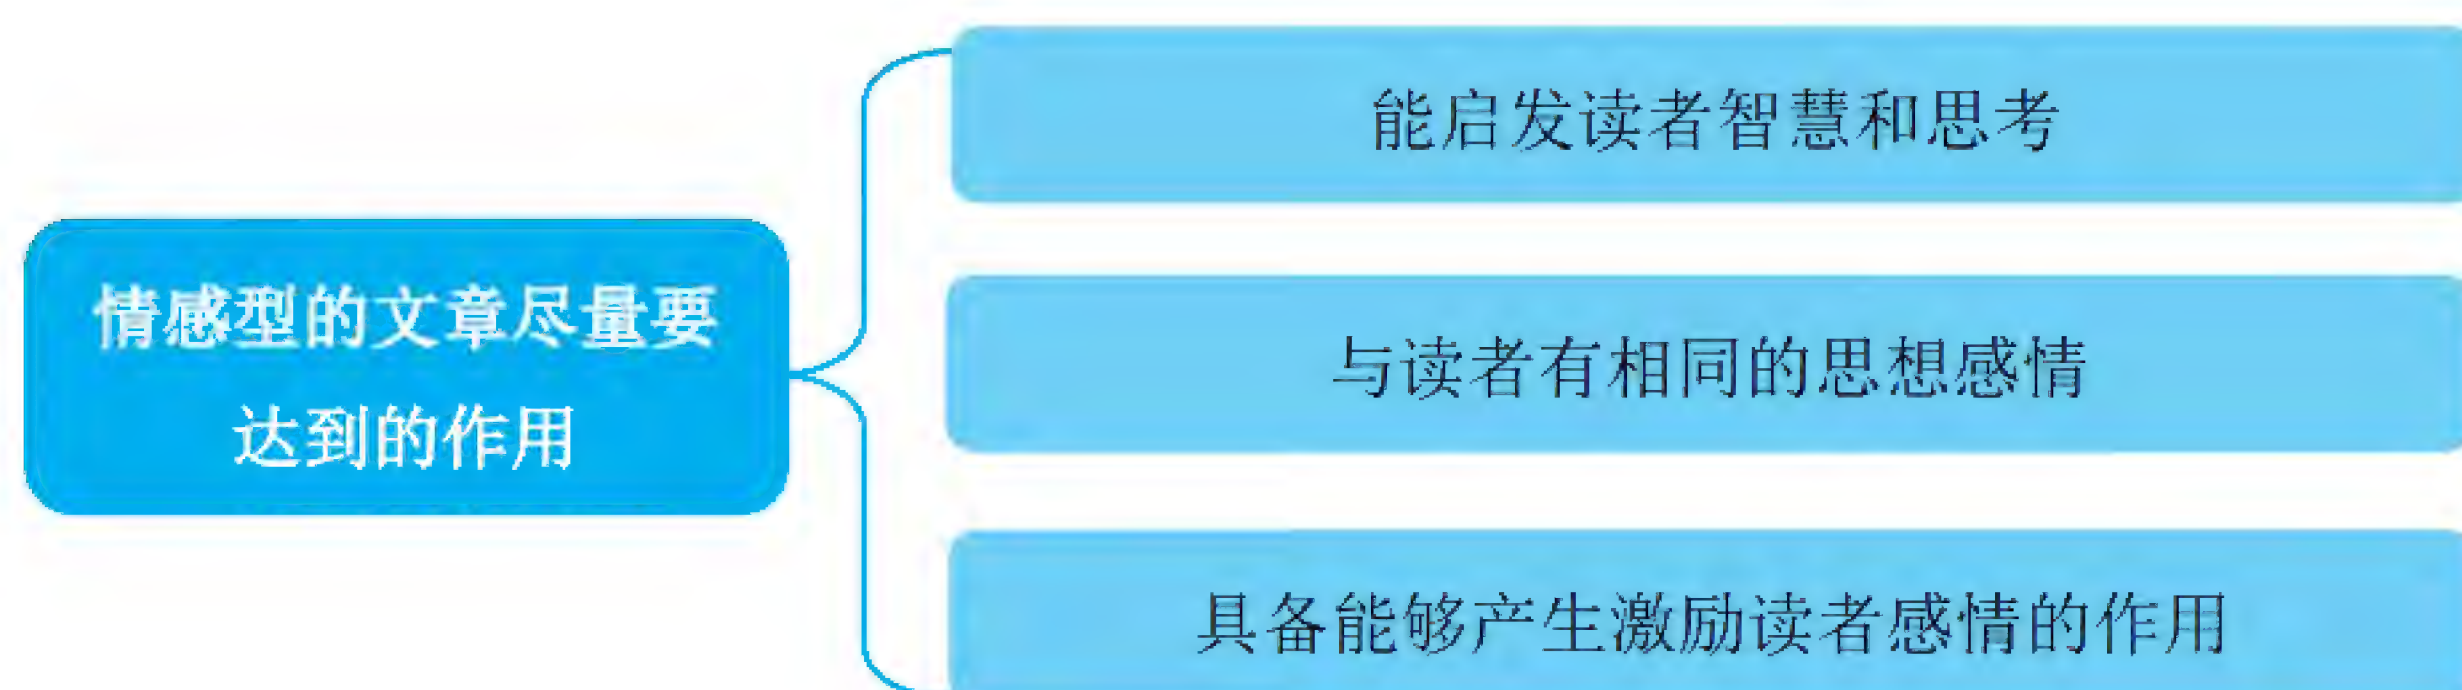 能启发读者智慧和思考
情感型的文章尽量要
达到的作用
与读者有相同的思想感情
具备能够产生激励读者感情的作用